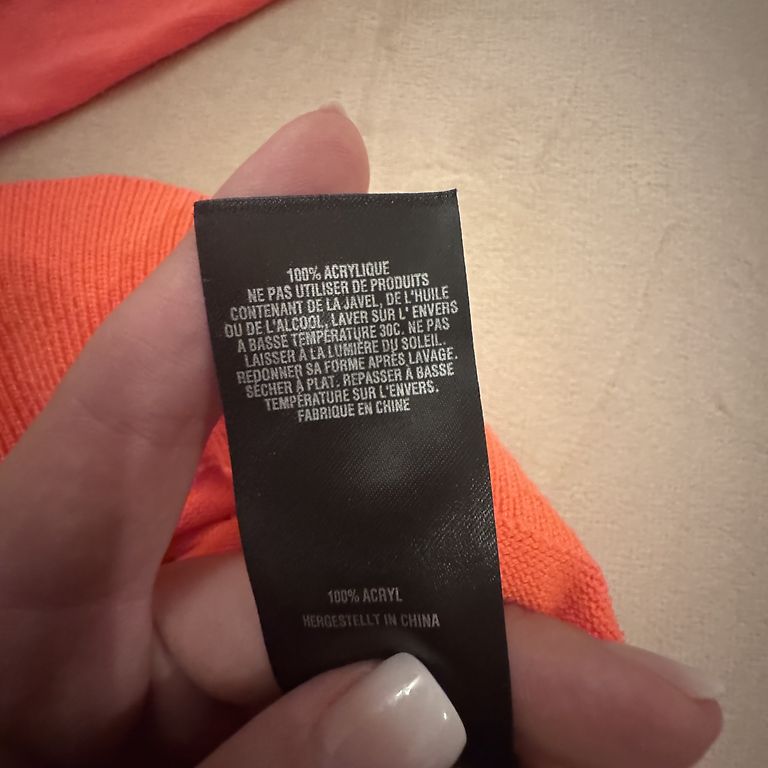 100% ACRYLIQUE
NE PAS UTILISER DE PRODUITS
CONTENANT DE LA JAVEL, DE L'HUILE
OU DE L'ALCOOL, LAVER SUR L' ENVERS
A BASSE TEMPÉRATURE 30C. NE PAS
LAISSER À LA LUMIÈRE DU SOLEIL.
REDONNER SA FORME APRÈS LAVAGE.
SÉCHER À PLAT. REPASSER À BASSE
TEMPÉRATURE SUR L'ENVERS.
FABRIQUE EN CHINE
100% ACRYL
HERGESTELLT IN CHINA